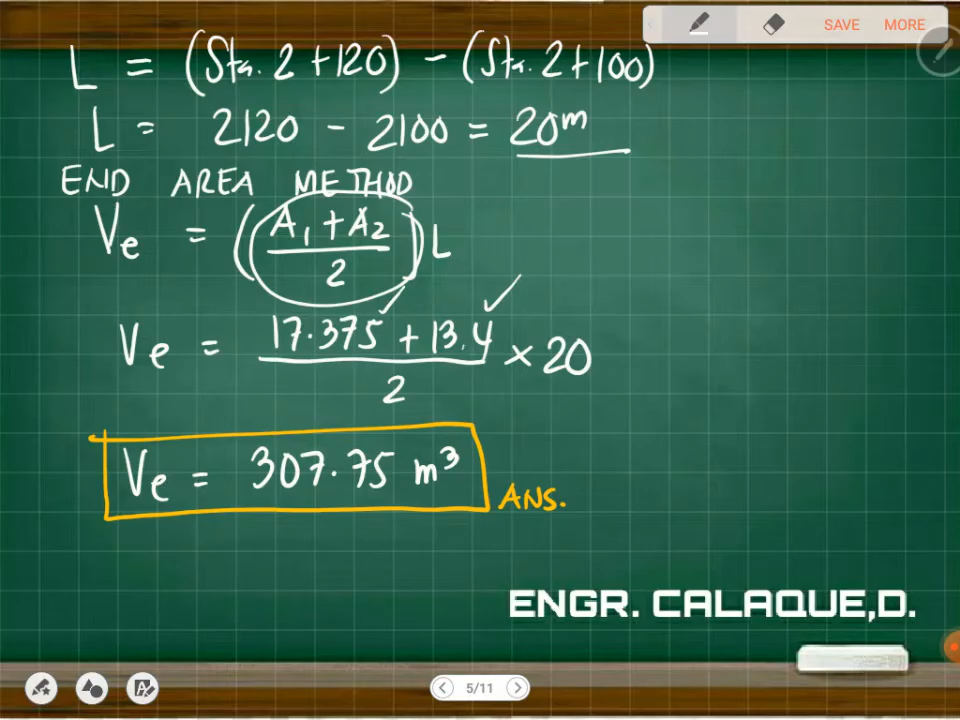 SAVE MORE
L = (Sta. 2+120) - (Sta. 2+100)
L = 2120 - 2100 = 20m
END AREA METHOD
Ve = ((A1 + A2 / 2)) L
Ve = 17.375 + 13.4 / 2 × 20
Ve = 307.75 m³
ANS.
ENGR. CALAQUE,D.
5/11